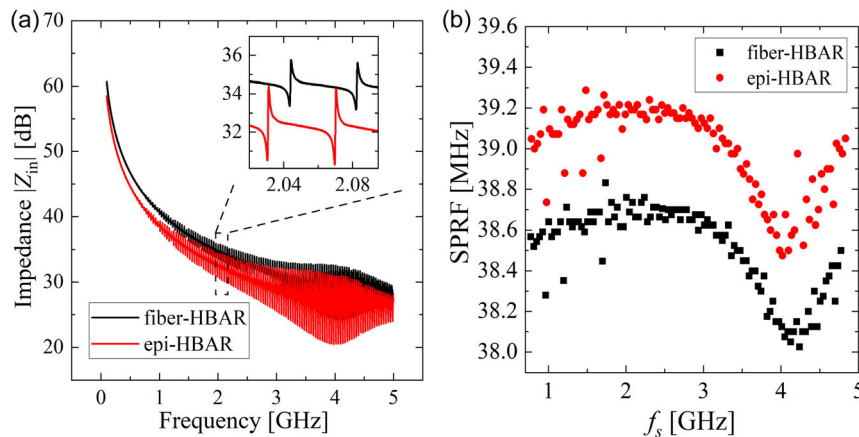 (a)
Impedance |Z_in| [dB]
70
60
50
40
30
20
0 1 2 3 4 5
Frequency [GHz]
36
34
32
2.04 2.08
fiber-HBAR
epi-HBAR
(b)
SPRF [MHz]
39.6
39.4
39.2
39.0
38.8
38.6
38.4
38.2
38.0
1 2 3 4 5
f_s [GHz]
fiber-HBAR
epi-HBAR